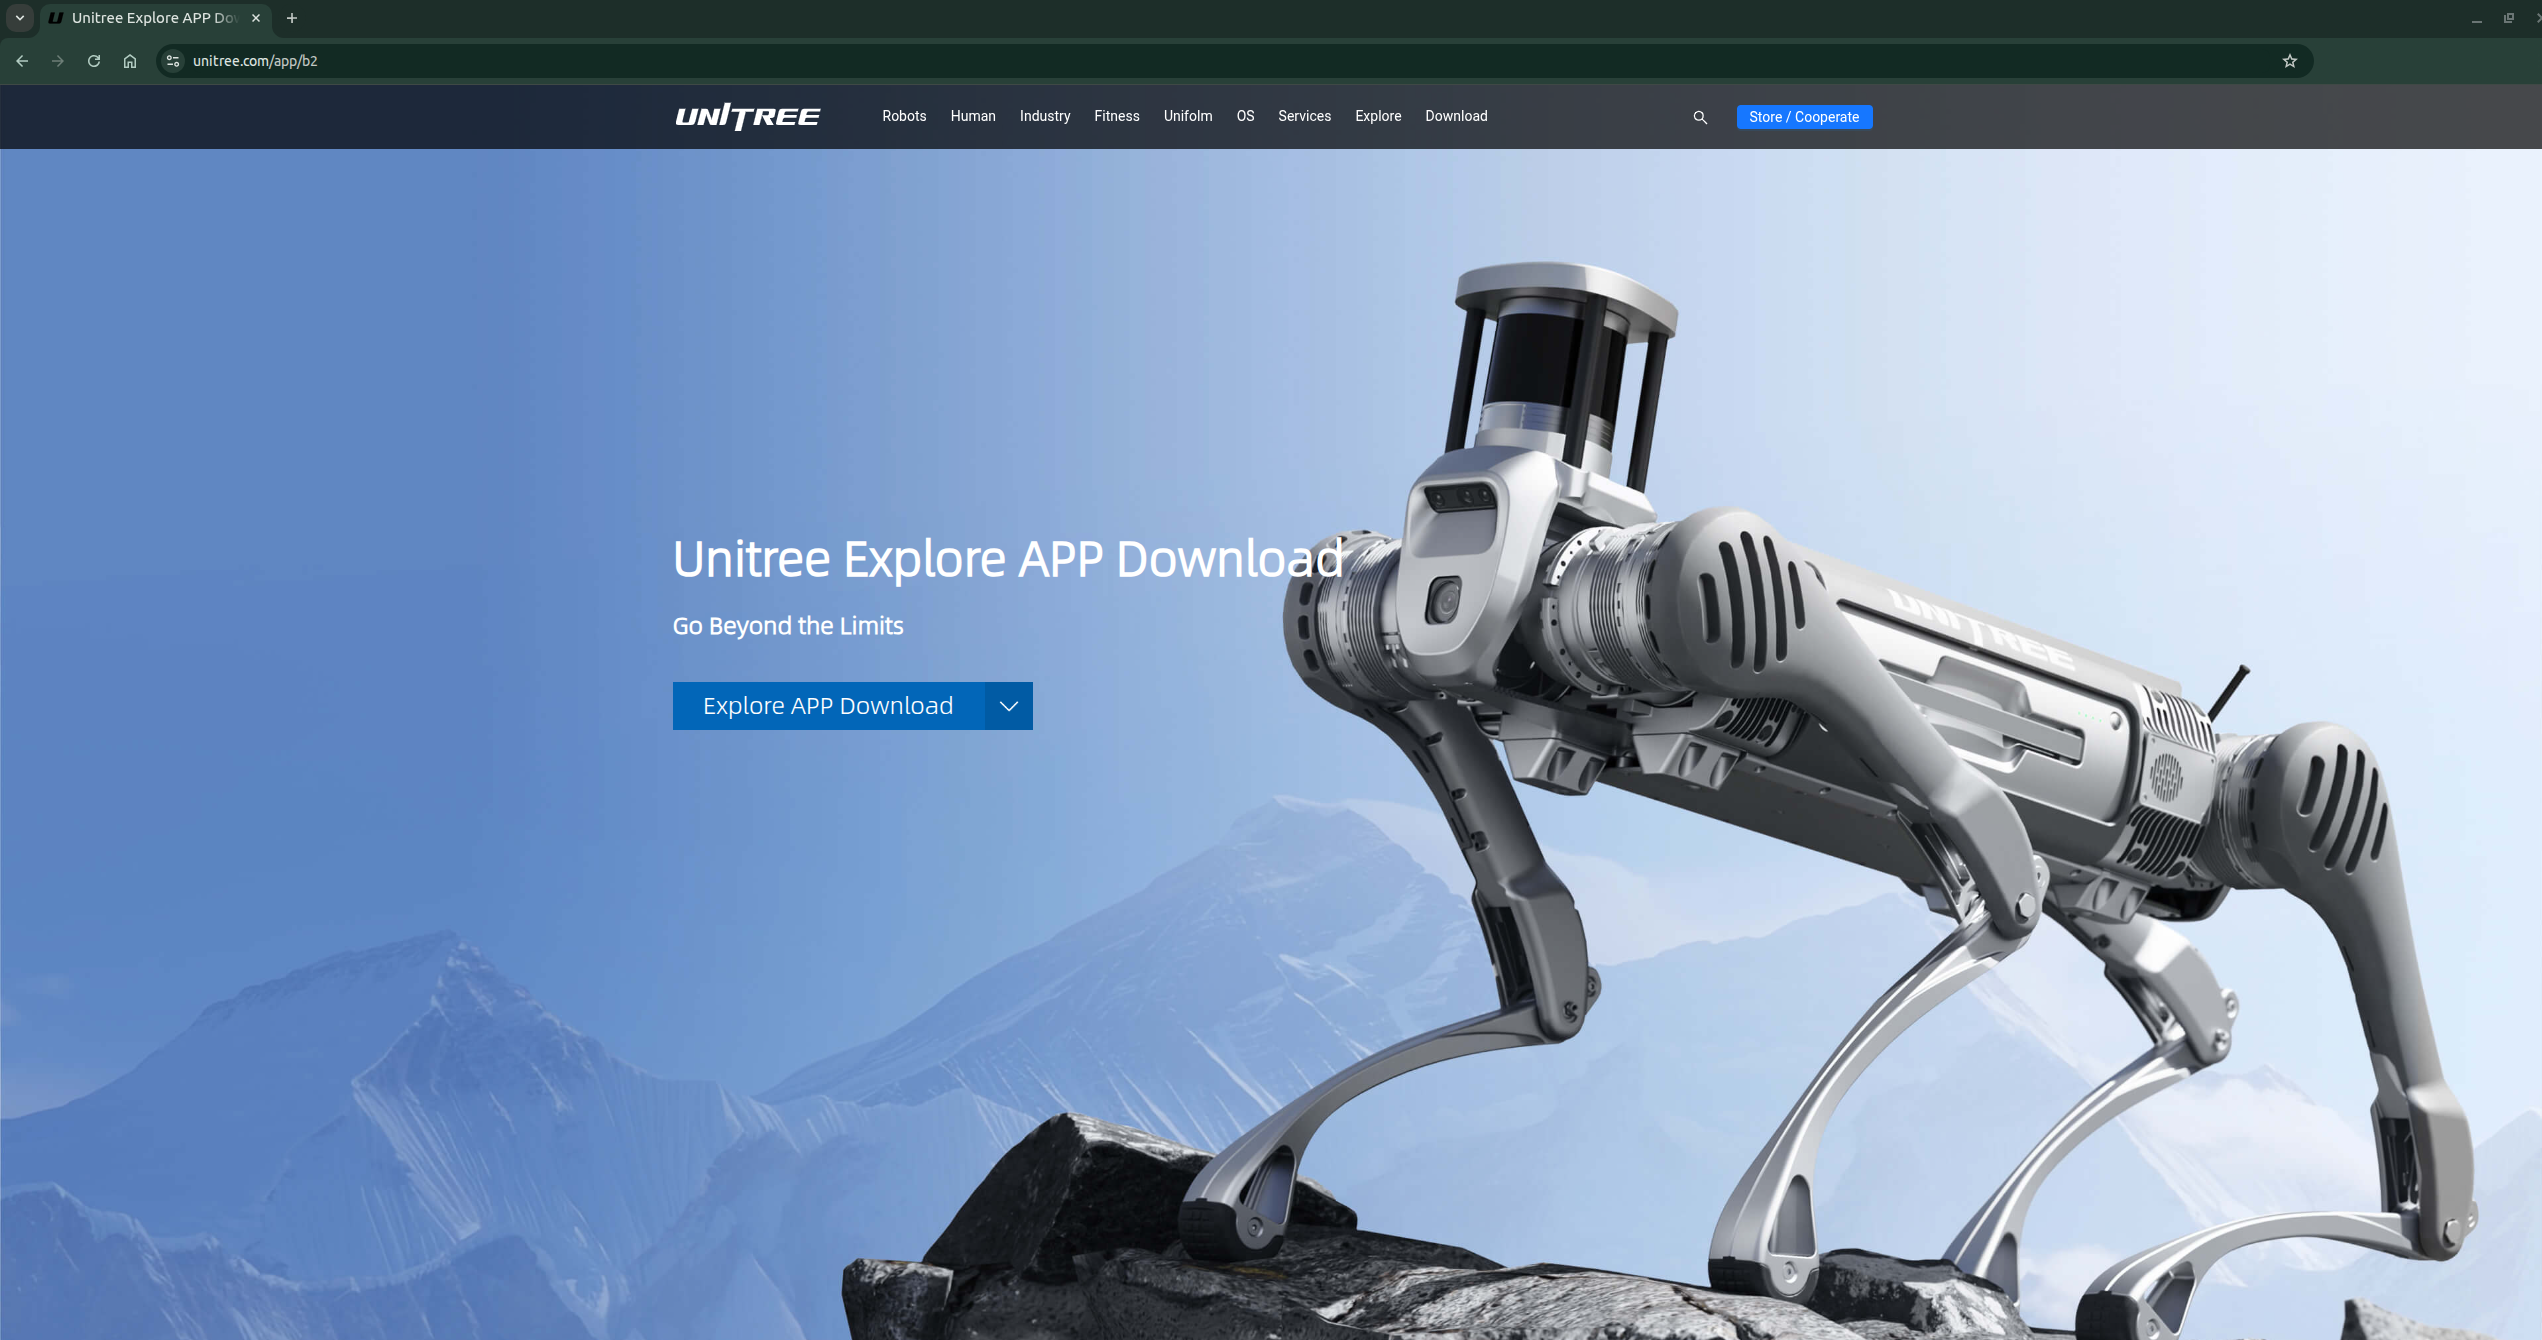 Unitree Explore APP Do
unitree.com/app/b2
UNITREE
Robots Human Industry Fitness Unifolm OS Services Explore Download
Store / Cooperate
Unitree Explore APP Download
Go Beyond the Limits
Explore APP Download
UNITREE